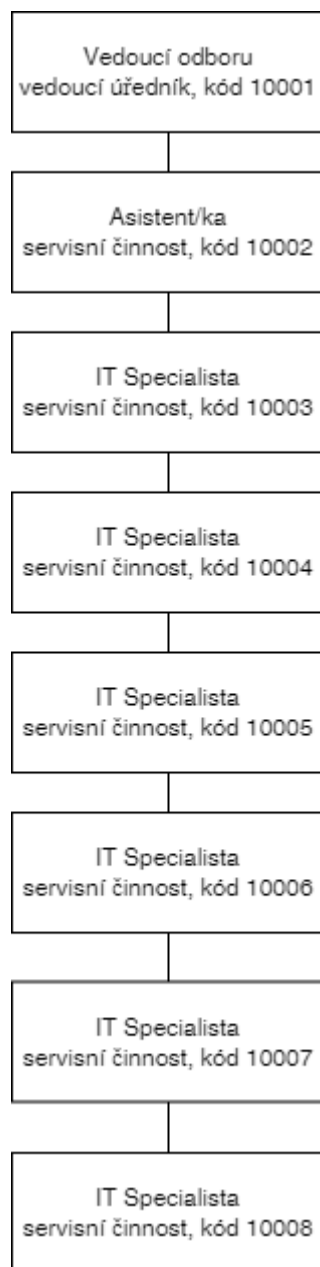 Vedoucí odboru
vedoucí úředník, kód 10001
Asistent/ka
servisní činnost, kód 10002
IT Specialista
servisní činnost, kód 10003
IT Specialista
servisní činnost, kód 10004
IT Specialista
servisní činnost, kód 10005
IT Specialista
servisní činnost, kód 10006
IT Specialista
servisní činnost, kód 10007
IT Specialista
servisní činnost, kód 10008